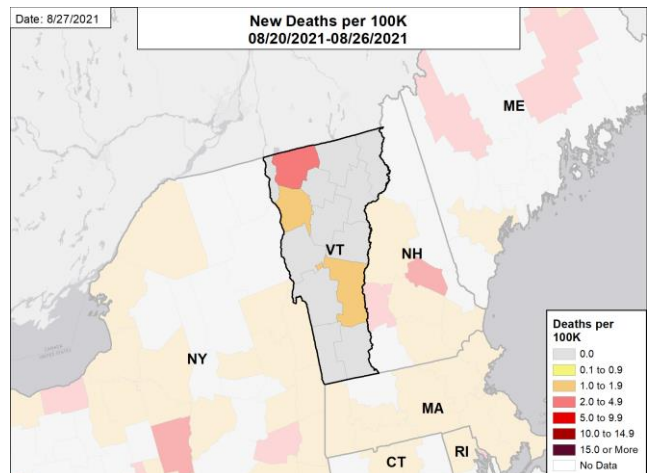 Date: 8/27/2021
New Deaths per 100K
08/20/2021-08/26/2021
ME
VT
NH
NY
MA
CT
RI
Deaths per
100K
0.0
0.1 to 0.9
1.0 to 1.9
2.0 to 4.9
5.0 to 9.9
10.0 to 14.9
15.0 or More
No Data